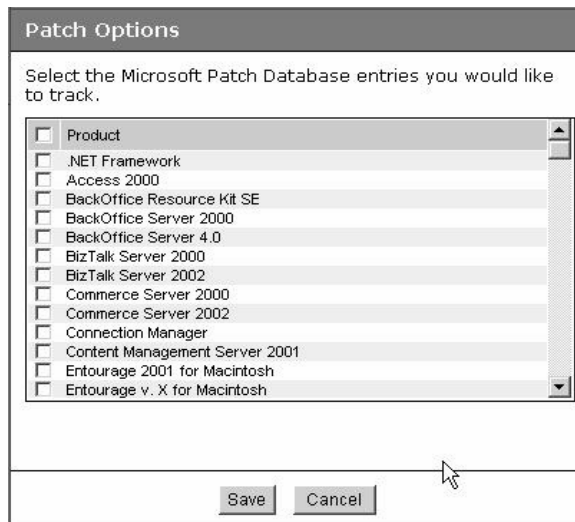 Patch Options
Select the Microsoft Patch Database entries you would like
to track.
Product
.NET Framework
Access 2000
BackOffice Resource Kit SE
BackOffice Server 2000
BackOffice Server 4.0
BizTalk Server 2000
BizTalk Server 2002
Commerce Server 2000
Commerce Server 2002
Connection Manager
Content Management Server 2001
Entourage 2001 for Macintosh
Entourage v. X for Macintosh
Save Cancel